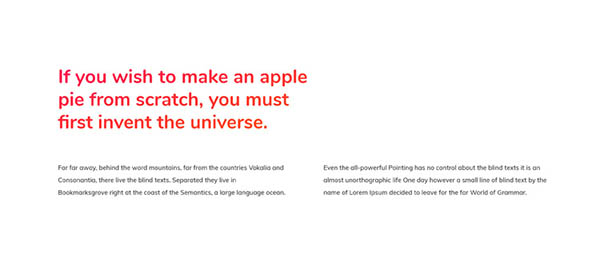 If you wish to make an apple
pie from scratch, you must
first invent the universe.
Far far away, behind the word mountains, far from the countries Vokalia and
Consonantia, there live the blind texts. Separated they live in
Bookmarksgrove right at the coast of the Semantics, a large language ocean.
Even the all-powerful Pointing has no control about the blind texts it is an
almost unorthographic life One day however a small line of blind text by the
name of Lorem Ipsum decided to leave for the far World of Grammar.